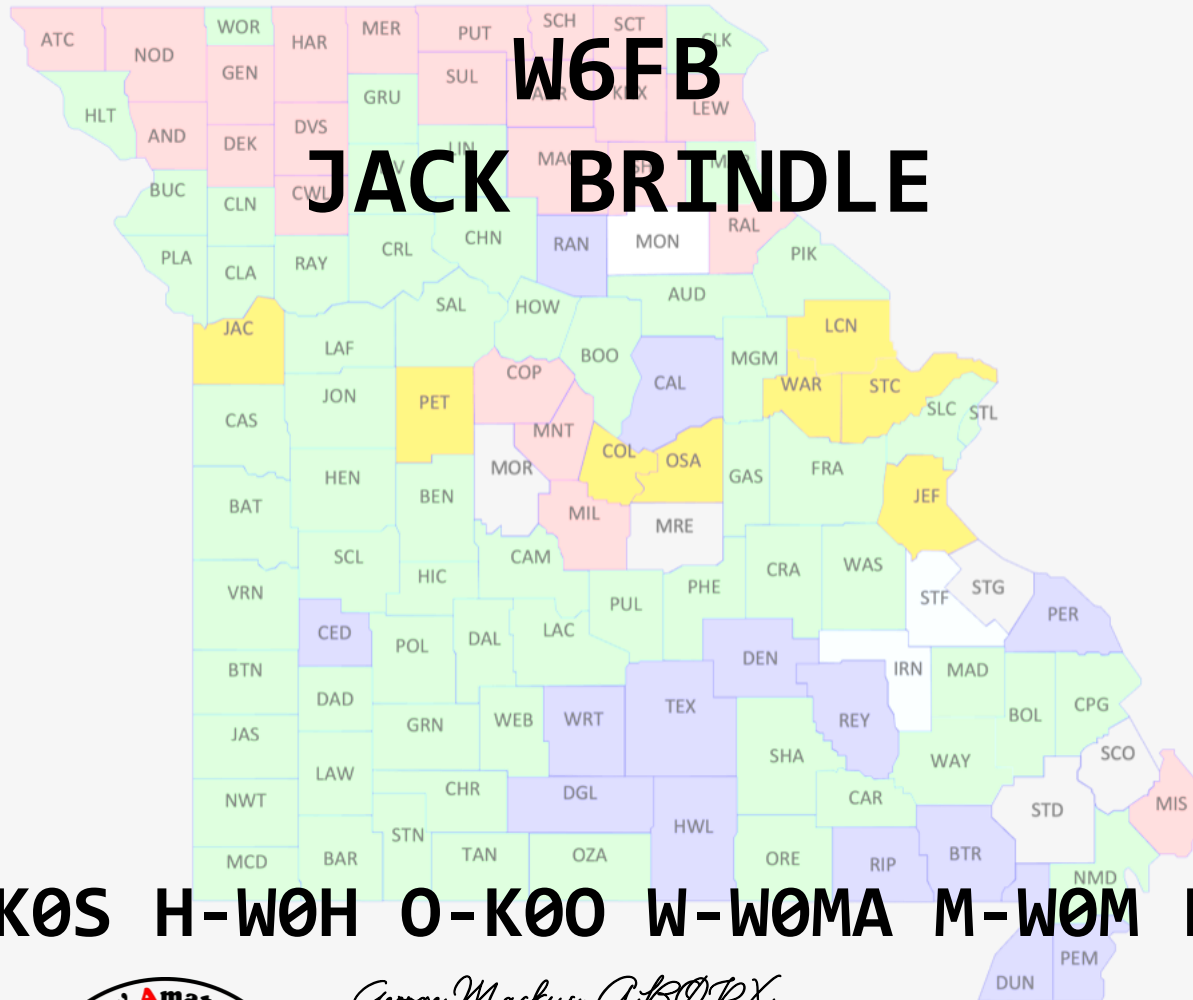 WOR
SCH
SCT
ATC NOD HAR MER PUT CLK
GEN SUL
HLT GRU LEW
W6FB
AND DEK DVS LIN
MAC
JACK BRINDLE
BUC CLN CWL
RAL
PLA CLA RAY CRL CHN RAN MON PIK
SAL HOW AUD
JAC LAF BOO LCN
COP CAL MGM WAR STC
JON PET SLC STL
CAS MNT
MOR COL OSA GAS FRA
BAT HEN BEN JEF
MIL MRE
SCL CAM
HIC PHE CRA WAS
VRN PUL STF STG PER
CED POL DAL LAC
DEN IRN MAD
BTN DAD
JAS GRN WEB WRT TEX REY BOL CPG
LAW SHA WAY SCO
NWT CHR DGL CAR STD MIS
STN HWL
MCD BAR TAN OZA ORE RIP BTR
NMD
K0S H-W0H O-K0O W-W0MA M-W0M
PEM
DUN
George Mackus AB0RX